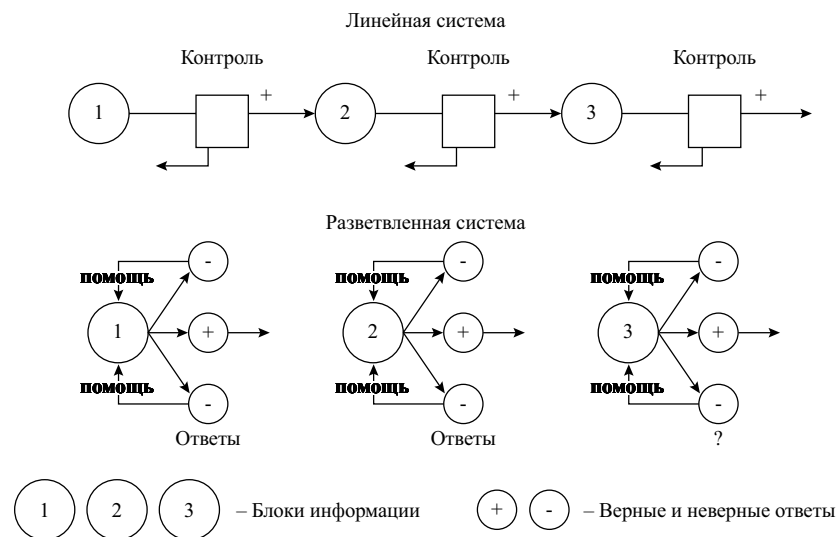 Линейная система
Контроль Контроль Контроль
1 + 2 + 3 +
Разветвленная система
- - -
помощь помощь помощь
1 + 2 + 3 +
помощь помощь помощь
- - -
Ответы Ответы ?
1 2 3 – Блоки информации + - – Верные и неверные ответы